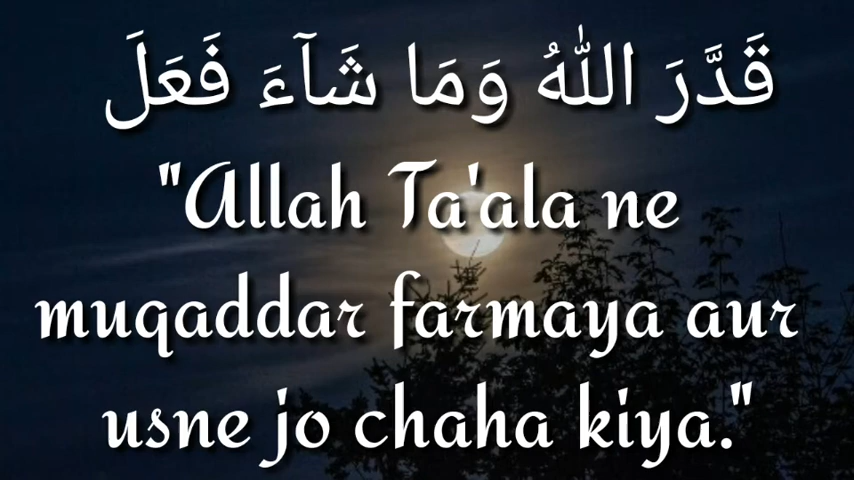 قَدَّرَ اللهُ وَمَا شَآءَ فَعَلَ
"Allah Ta'ala ne
muqaddar farmaya aur
usne jo chaha kiya."